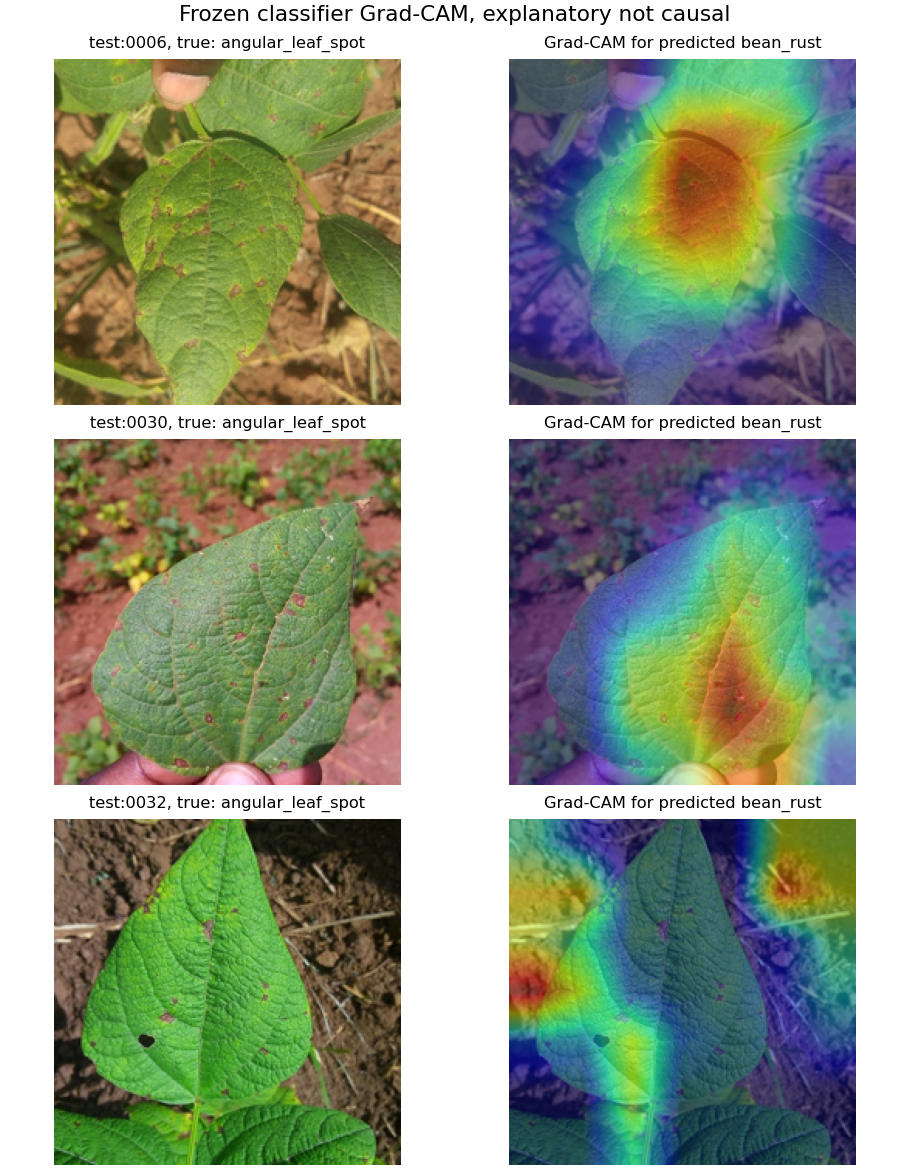 Frozen classifier Grad-CAM, explanatory not causal
test:0006, true: angular_leaf_spot
Grad-CAM for predicted bean_rust
test:0030, true: angular_leaf_spot
Grad-CAM for predicted bean_rust
test:0032, true: angular_leaf_spot
Grad-CAM for predicted bean_rust